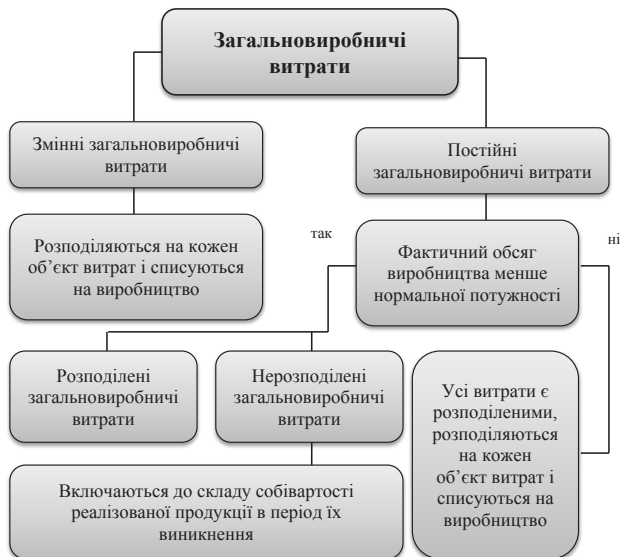 Загальновиробничі
витрати
Змінні загальновиробничі
витрати
Постійні
загальновиробничі витрати
Розподіляються на кожен
об’єкт витрат і списуються
на виробництво
так
Фактичний обсяг
виробництва менше
нормальної потужності
ні
Розподілені
загальновиробничі
витрати
Нерозподілені
загальновиробничі
витрати
Усі витрати є
розподіленими,
розподіляються
на кожен
об’єкт витрат і
списуються на
виробництво
Включаються до складу собівартості
реалізованої продукції в період їх
виникнення